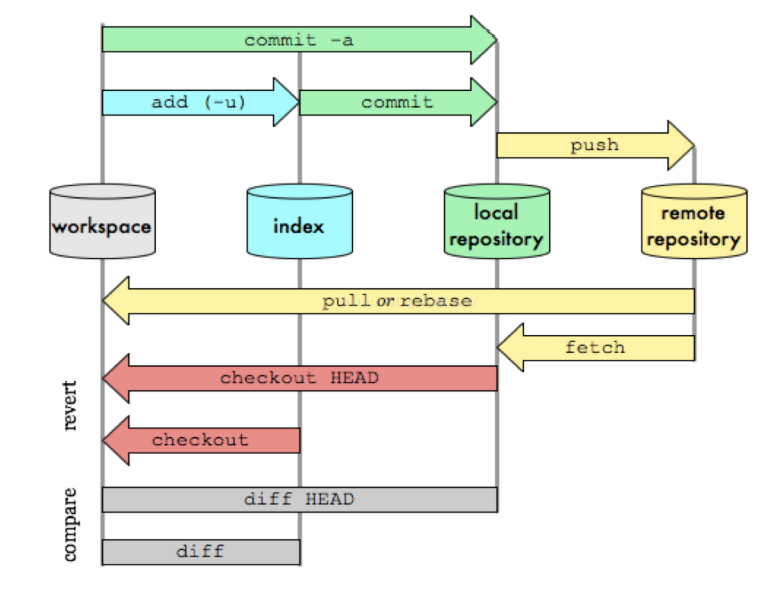 commit -a
add (-u)
commit
push
workspace
index
local
repository
remote
repository
pull or rebase
fetch
revert
checkout HEAD
checkout
compare
diff HEAD
diff